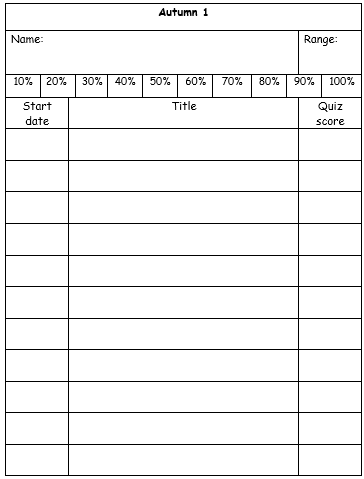 Autumn 1
Name: Range:
10% 20% 30% 40% 50% 60% 70% 80% 90% 100%
Start date Title Quiz score